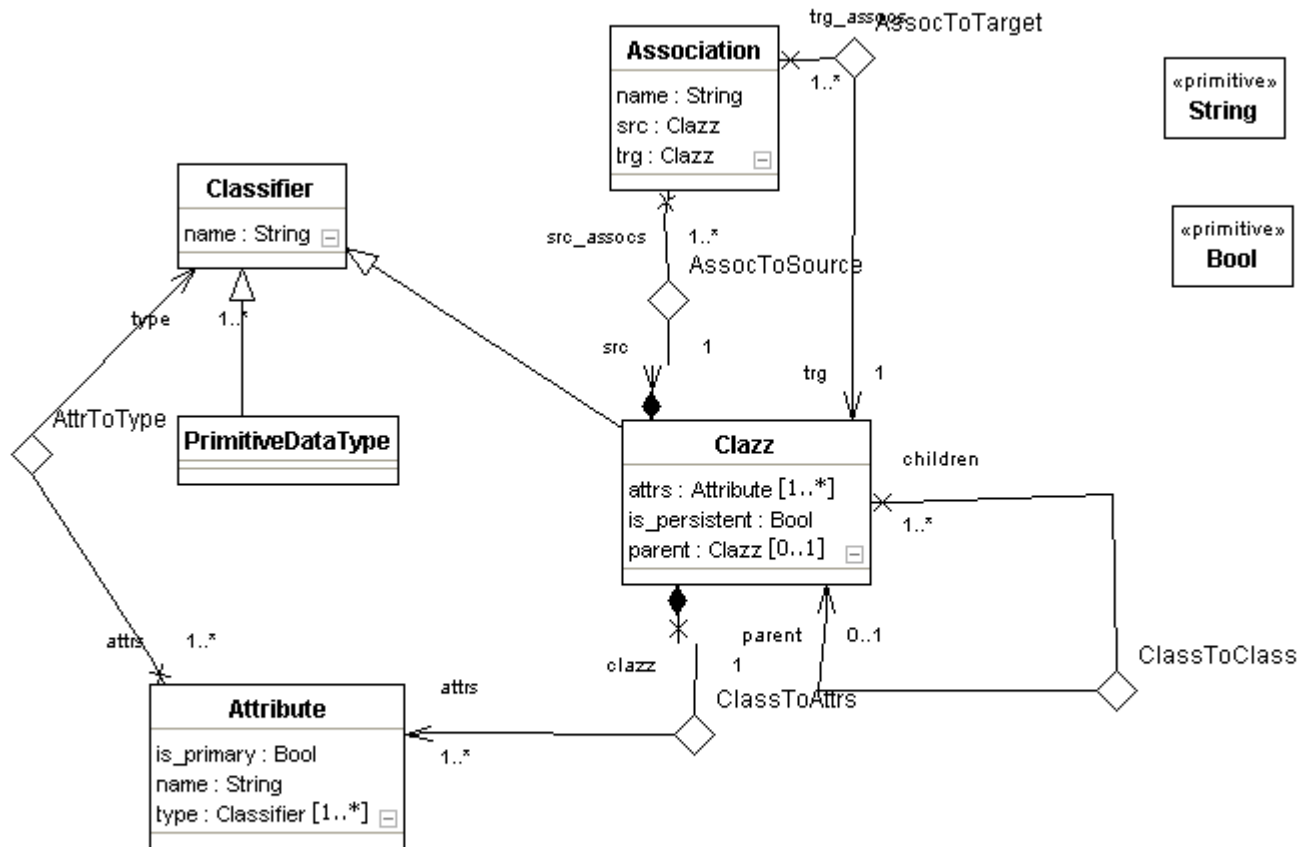 trg_assocs
AssocToTarget
Association
1..*
name : String
src : Clazz
trg : Clazz
«primitive»
String
Classifier
name : String
src_assocs
1..*
AssocToSource
«primitive»
Bool
type
1..*
src
1
trg
1
AttrToType
PrimitiveDataType
Clazz
children
attrs : Attribute [1..*]
is_persistent : Bool
parent : Clazz [0..1]
1..*
attrs
1..*
parent
0..1
clazz
1
ClassToClass
attrs
ClassToAttrs
Attribute
1..*
is_primary : Bool
name : String
type : Classifier [1..*]